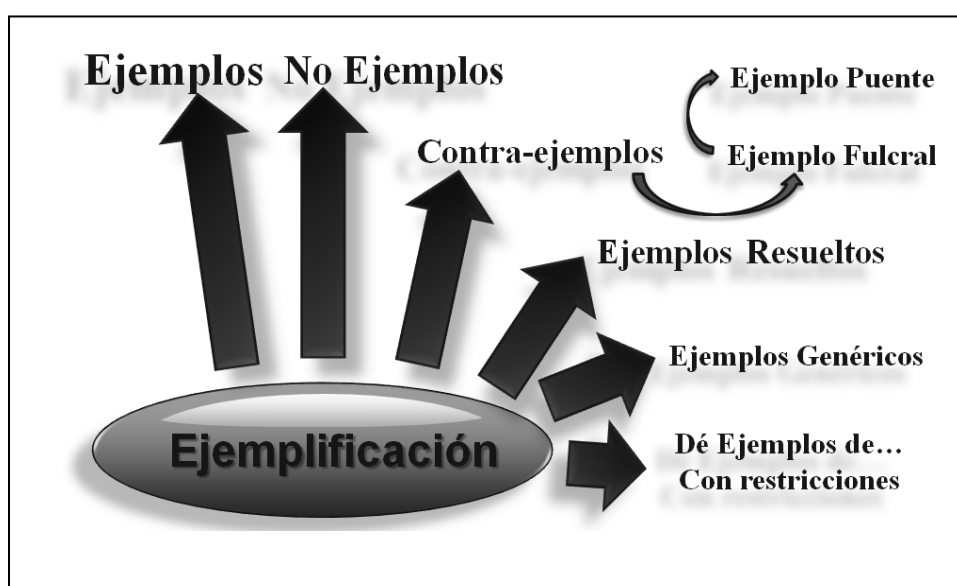 Ejemplos
No Ejemplos
Ejemplo Puente
Contra-ejemplos
Ejemplo Fulcral
Ejemplos Resueltos
Ejemplos Genéricos
Dé Ejemplos de…
Con restricciones
Ejemplificación